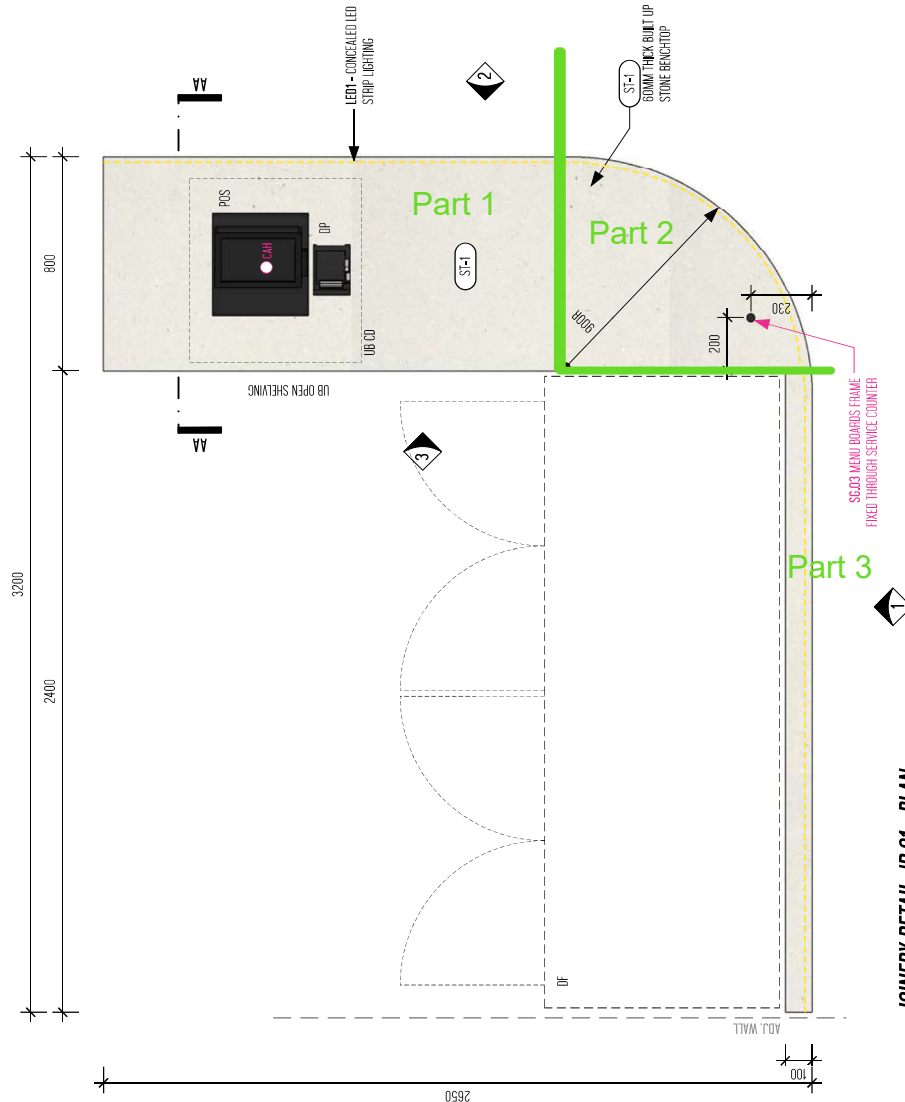 AA
AA
LED1 - CONCEALED LED
STRIP LIGHTING
2
ST-1
60MM THICK BUILT UP
STONE BENCHTOP
800
3200
2400
POS
CAH
DP
Part 1
ST-1
UB CD
UB OPEN SHELVING
AA
AA
3
Part 2
900R
200
230
SG.03 MENU BOARDS FRAME
FIXED THROUGH SERVICE COUNTER
Part 3
1
DF
ADJ. WALL
100
2650